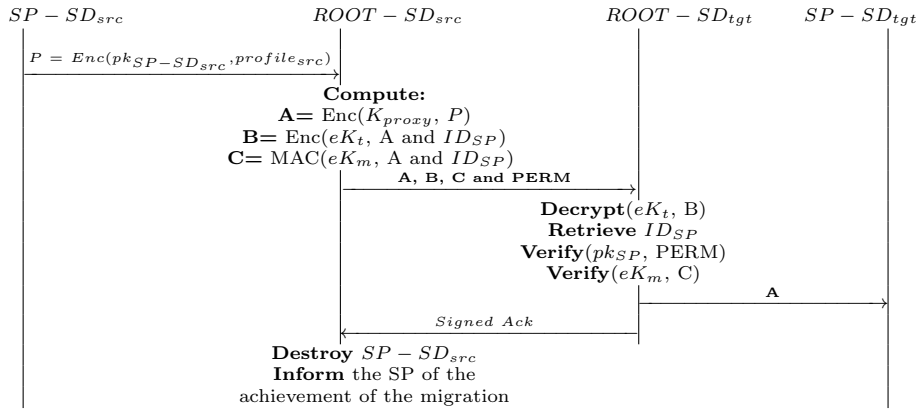 SP − SD_src ROOT − SD_src ROOT − SD_tgt SP − SD_tgt
P = Enc(pk_SP−SD_src, profile_src)
Compute:
A= Enc(K_proxy, P)
B= Enc(eK_t, A and ID_SP)
C= MAC(eK_m, A and ID_SP)
A, B, C and PERM
Decrypt(eK_t, B)
Retrieve ID_SP
Verify(pk_SP, PERM)
Verify(eK_m, C)
A
Signed Ack
Destroy SP − SD_src
Inform the SP of the
achievement of the migration